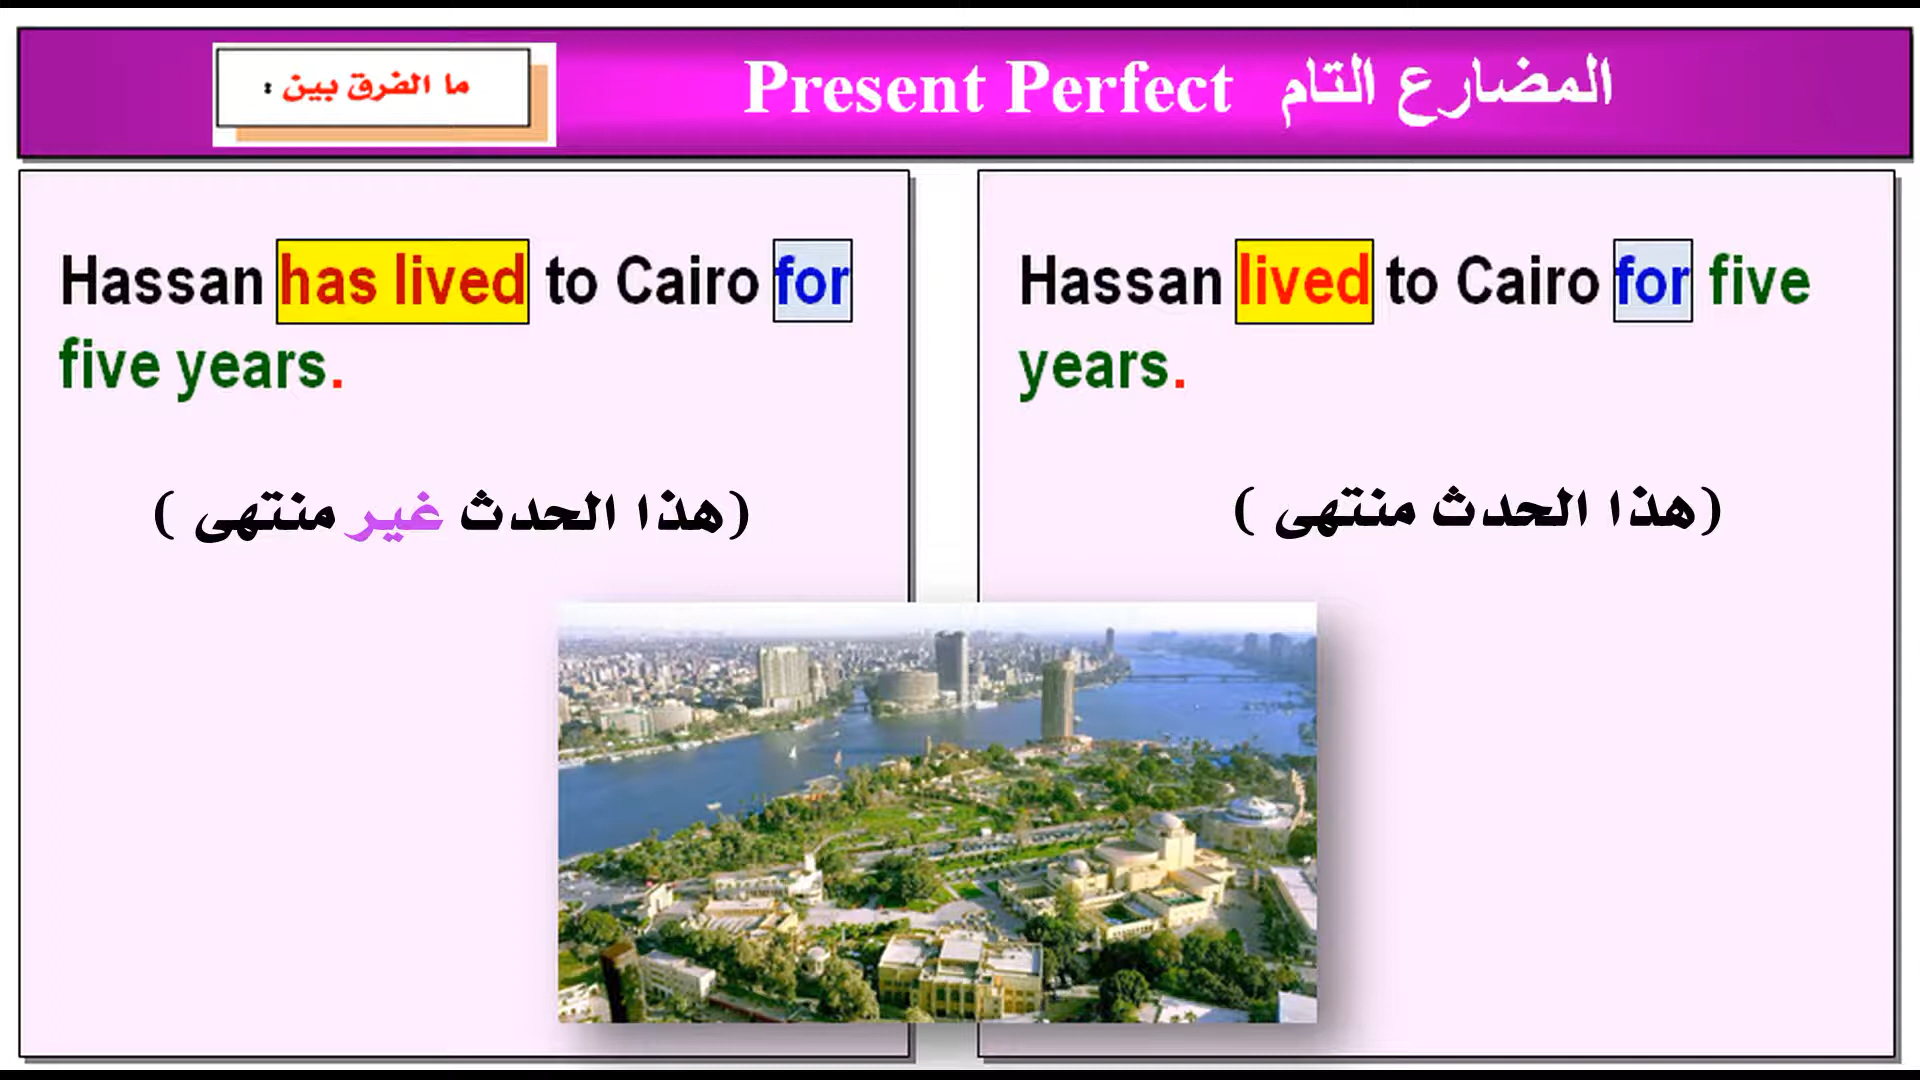 المضارع التام Present Perfect
ما الفرق بين :
Hassan has lived to Cairo for
five years.
(هذا الحدث غير منتهى )
Hassan lived to Cairo for five
years.
(هذا الحدث منتهى )